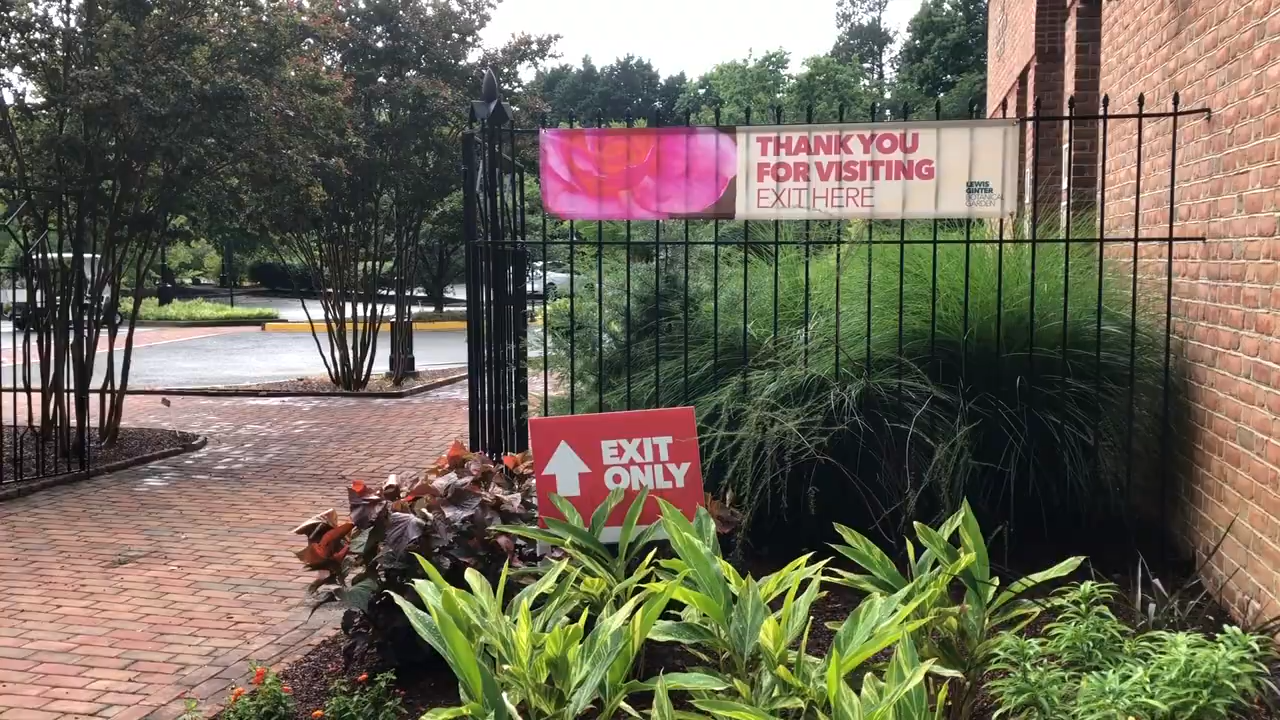 THANK YOU
FOR VISITING
EXIT HERE
LEWIS
GINTER
BOTANICAL
GARDEN
EXIT
ONLY